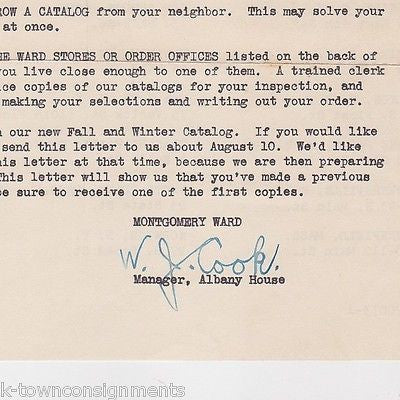 ROW A CATALOG from your neighbor. This may solve your
at once.
WARD STORES OR ORDER OFFICES listed on the back of
you live close enough to one of them. A trained clerk
ice copies of our catalogs for your inspection, and
making your selections and writing out your order.
our new Fall and Winter Catalog. If you would like
send this letter to us about August 10. We'd like
his letter at that time, because we are then preparing
This letter will show us that you've made a previous
be sure to receive one of the first copies.
MONTGOMERY WARD
W. J. Cook.
Manager, Albany House
k-townconsignments